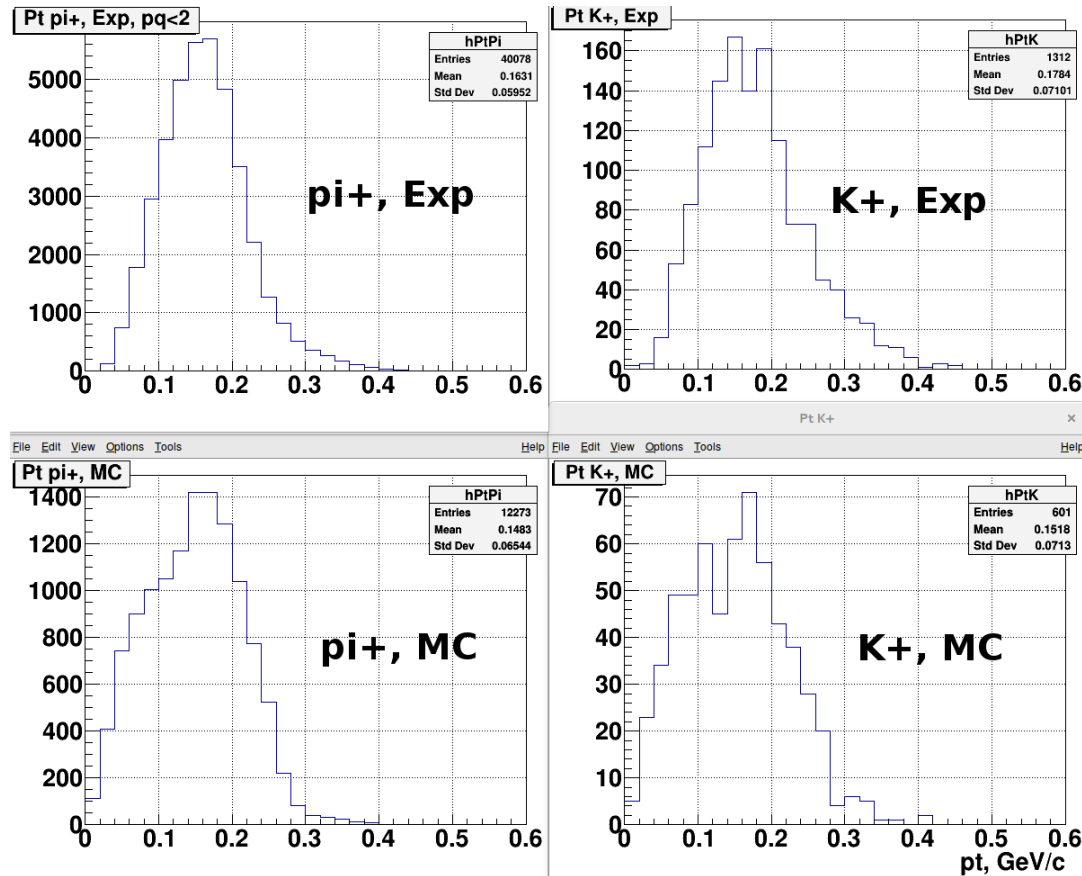 Pt pi+, Exp, pq<2
hPtPi
Entries 40078
Mean 0.1631
Std Dev 0.05952
5000
4000
3000
2000
1000
0
0 0.1 0.2 0.3 0.4 0.5 0.6
pi+, Exp
Pt K+, Exp
hPtK
Entries 1312
Mean 0.1784
Std Dev 0.07101
160
140
120
100
80
60
40
20
0
0 0.1 0.2 0.3 0.4 0.5 0.6
K+, Exp
Pt K+ ×
File Edit View Options Tools Help
File Edit View Options Tools Help
Pt pi+, MC
hPtPi
Entries 12273
Mean 0.1483
Std Dev 0.06544
1400
1200
1000
800
600
400
200
0
0 0.1 0.2 0.3 0.4 0.5 0.6
pi+, MC
Pt K+, MC
hPtK
Entries 601
Mean 0.1518
Std Dev 0.0713
70
60
50
40
30
20
10
0
0 0.1 0.2 0.3 0.4 0.5 0.6
K+, MC
pt, GeV/c